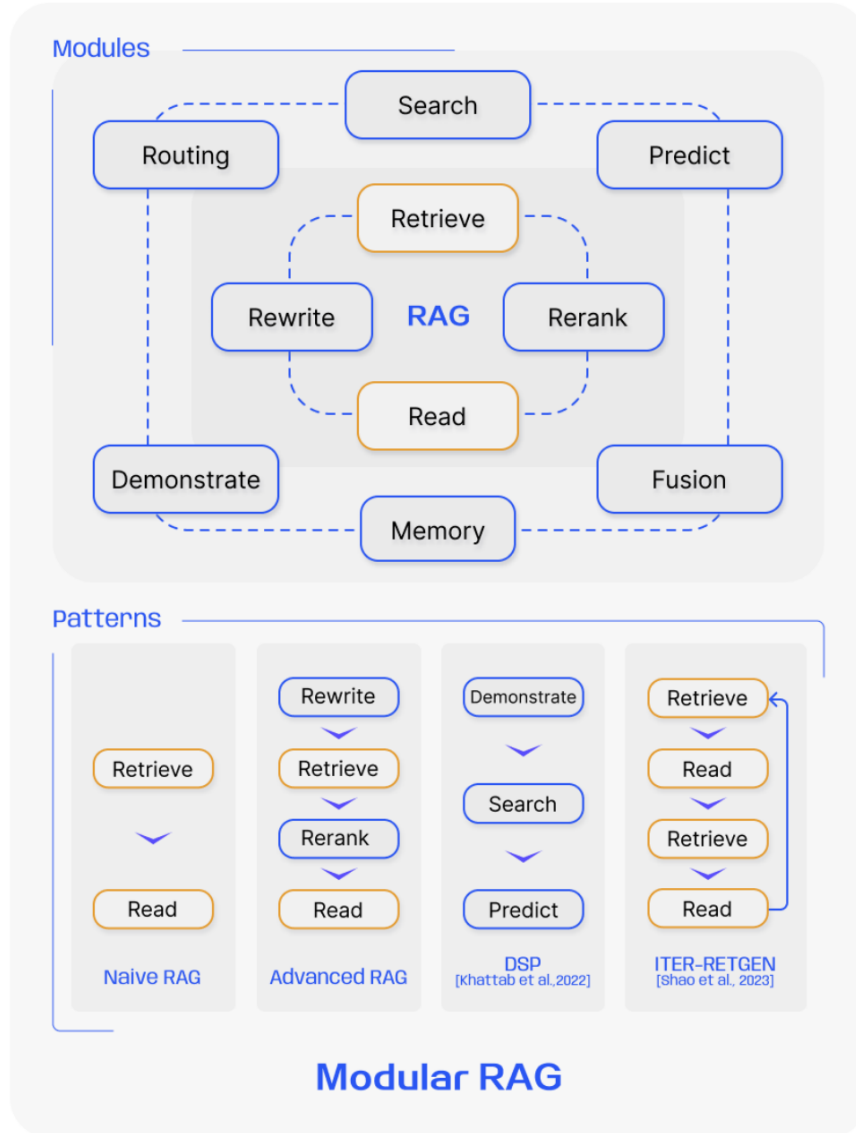 Modules
Search
Routing
Predict
Retrieve
Rewrite
RAG
Rerank
Read
Demonstrate
Fusion
Memory
Patterns
Retrieve
Read
Naive RAG
Rewrite
Retrieve
Rerank
Read
Advanced RAG
Demonstrate
Search
Predict
DSP
[Khattab et al.,2022]
Retrieve
Read
Retrieve
Read
ITER-RETGEN
[Shao et al., 2023]
Modular RAG